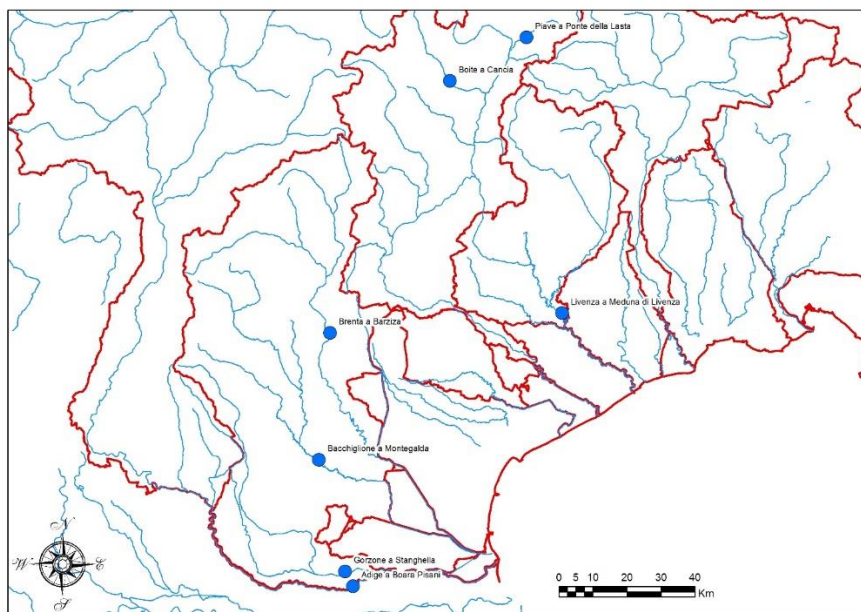 Piave a Ponte della Lasta
Boite a Cancia
Livenza a Meduna di Livenza
Brenta a Barziza
Bacchiglione a Montegalda
Gorzone a Stanghella
Adige a Boara Pisani
N
W E
S
0 5 10 20 30 40
Km